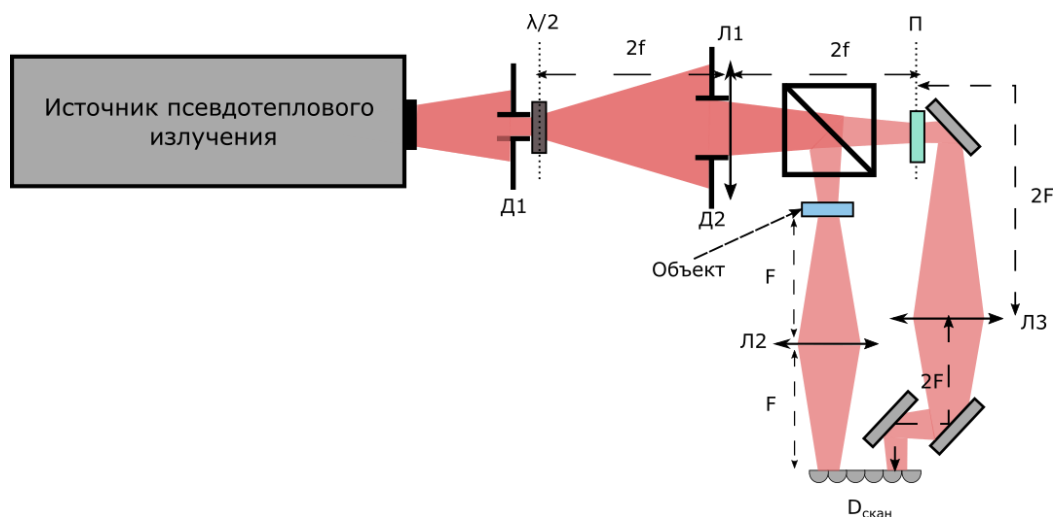 λ/2
Л1
П
2f
2f
Источник псевдотеплового
излучения
Д1
Д2
2F
Объект
F
Л2
Л3
F
2F
Dскан